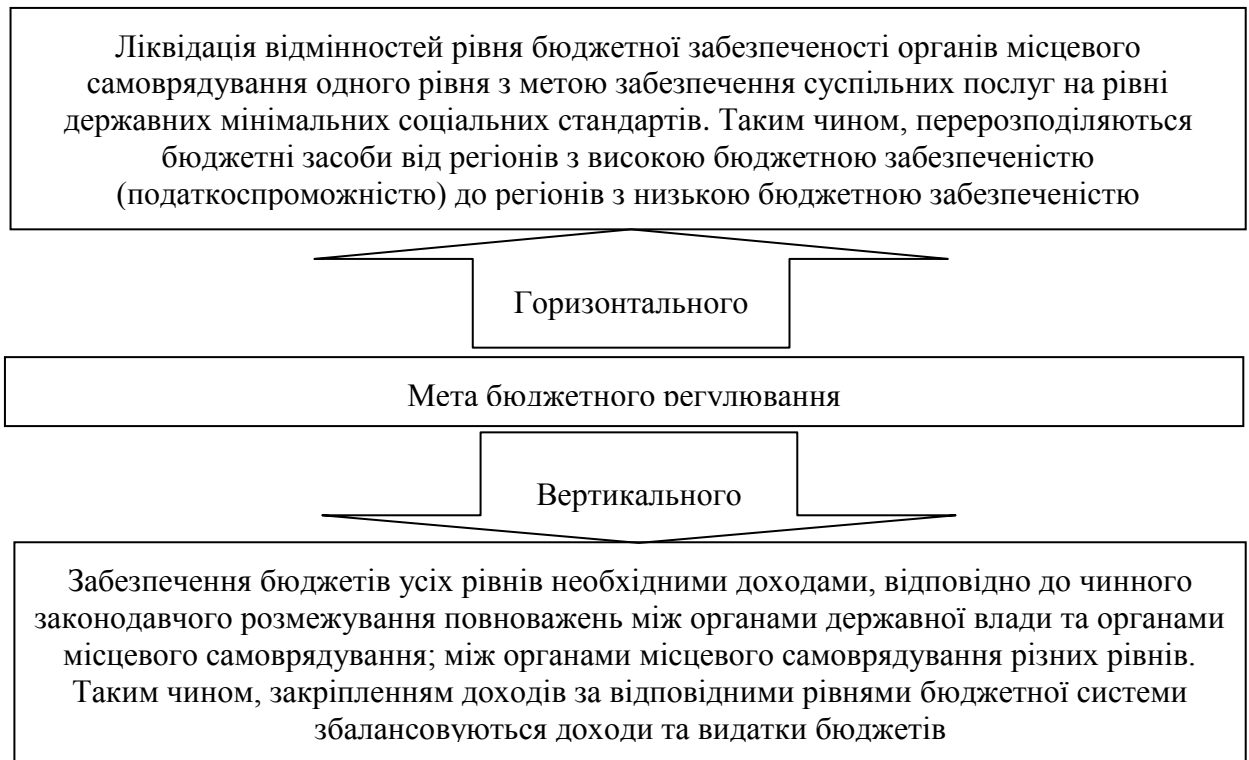 Ліквідація відмінностей рівня бюджетної забезпеченості органів місцевого
самоврядування одного рівня з метою забезпечення суспільних послуг на рівні
державних мінімальних соціальних стандартів. Таким чином, перерозподіляються
бюджетні засоби від регіонів з високою бюджетною забезпеченістю
(податкоспроможністю) до регіонів з низькою бюджетною забезпеченістю
Горизонтального
Мета бюджетного регулювання
Вертикального
Забезпечення бюджетів усіх рівнів необхідними доходами, відповідно до чинного
законодавчого розмежування повноважень між органами державної влади та органами
місцевого самоврядування; між органами місцевого самоврядування різних рівнів.
Таким чином, закріпленням доходів за відповідними рівнями бюджетної системи
збалансовуються доходи та видатки бюджетів